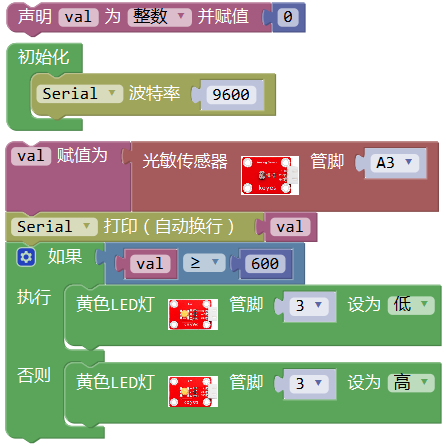 声明 val 为 整数 并赋值 0
初始化
Serial 波特率 9600
val 赋值为 光敏传感器 keyes 管脚 A3
Serial 打印（自动换行） val
如果 val ≥ 600
执行 黄色LED灯 管脚 3 设为 低
否则 黄色LED灯 管脚 3 设为 高